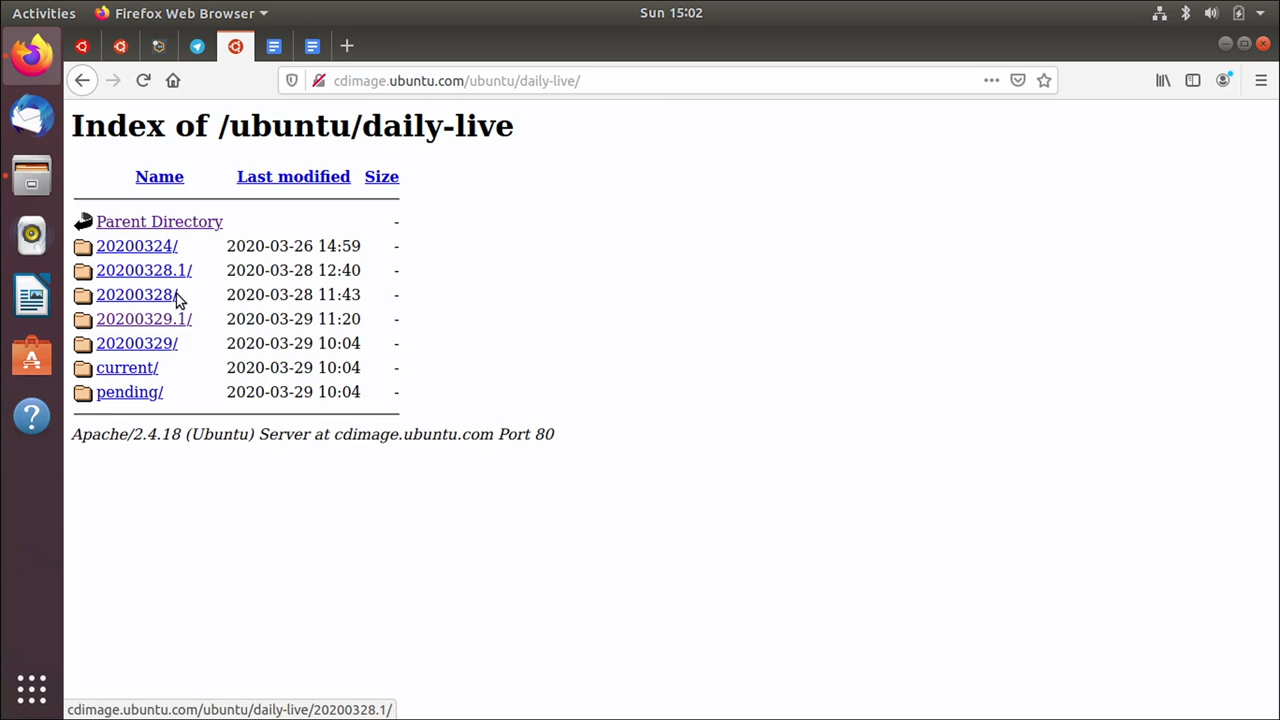 Activities Firefox Web Browser Sun 15:02
cdimage.ubuntu.com/ubuntu/daily-live/
Index of /ubuntu/daily-live
Name Last modified Size
Parent Directory -
20200324/ 2020-03-26 14:59 -
20200328.1/ 2020-03-28 12:40 -
20200328/ 2020-03-28 11:43 -
20200329.1/ 2020-03-29 11:20 -
20200329/ 2020-03-29 10:04 -
current/ 2020-03-29 10:04 -
pending/ 2020-03-29 10:04 -
Apache/2.4.18 (Ubuntu) Server at cdimage.ubuntu.com Port 80
cdimage.ubuntu.com/ubuntu/daily-live/20200328.1/